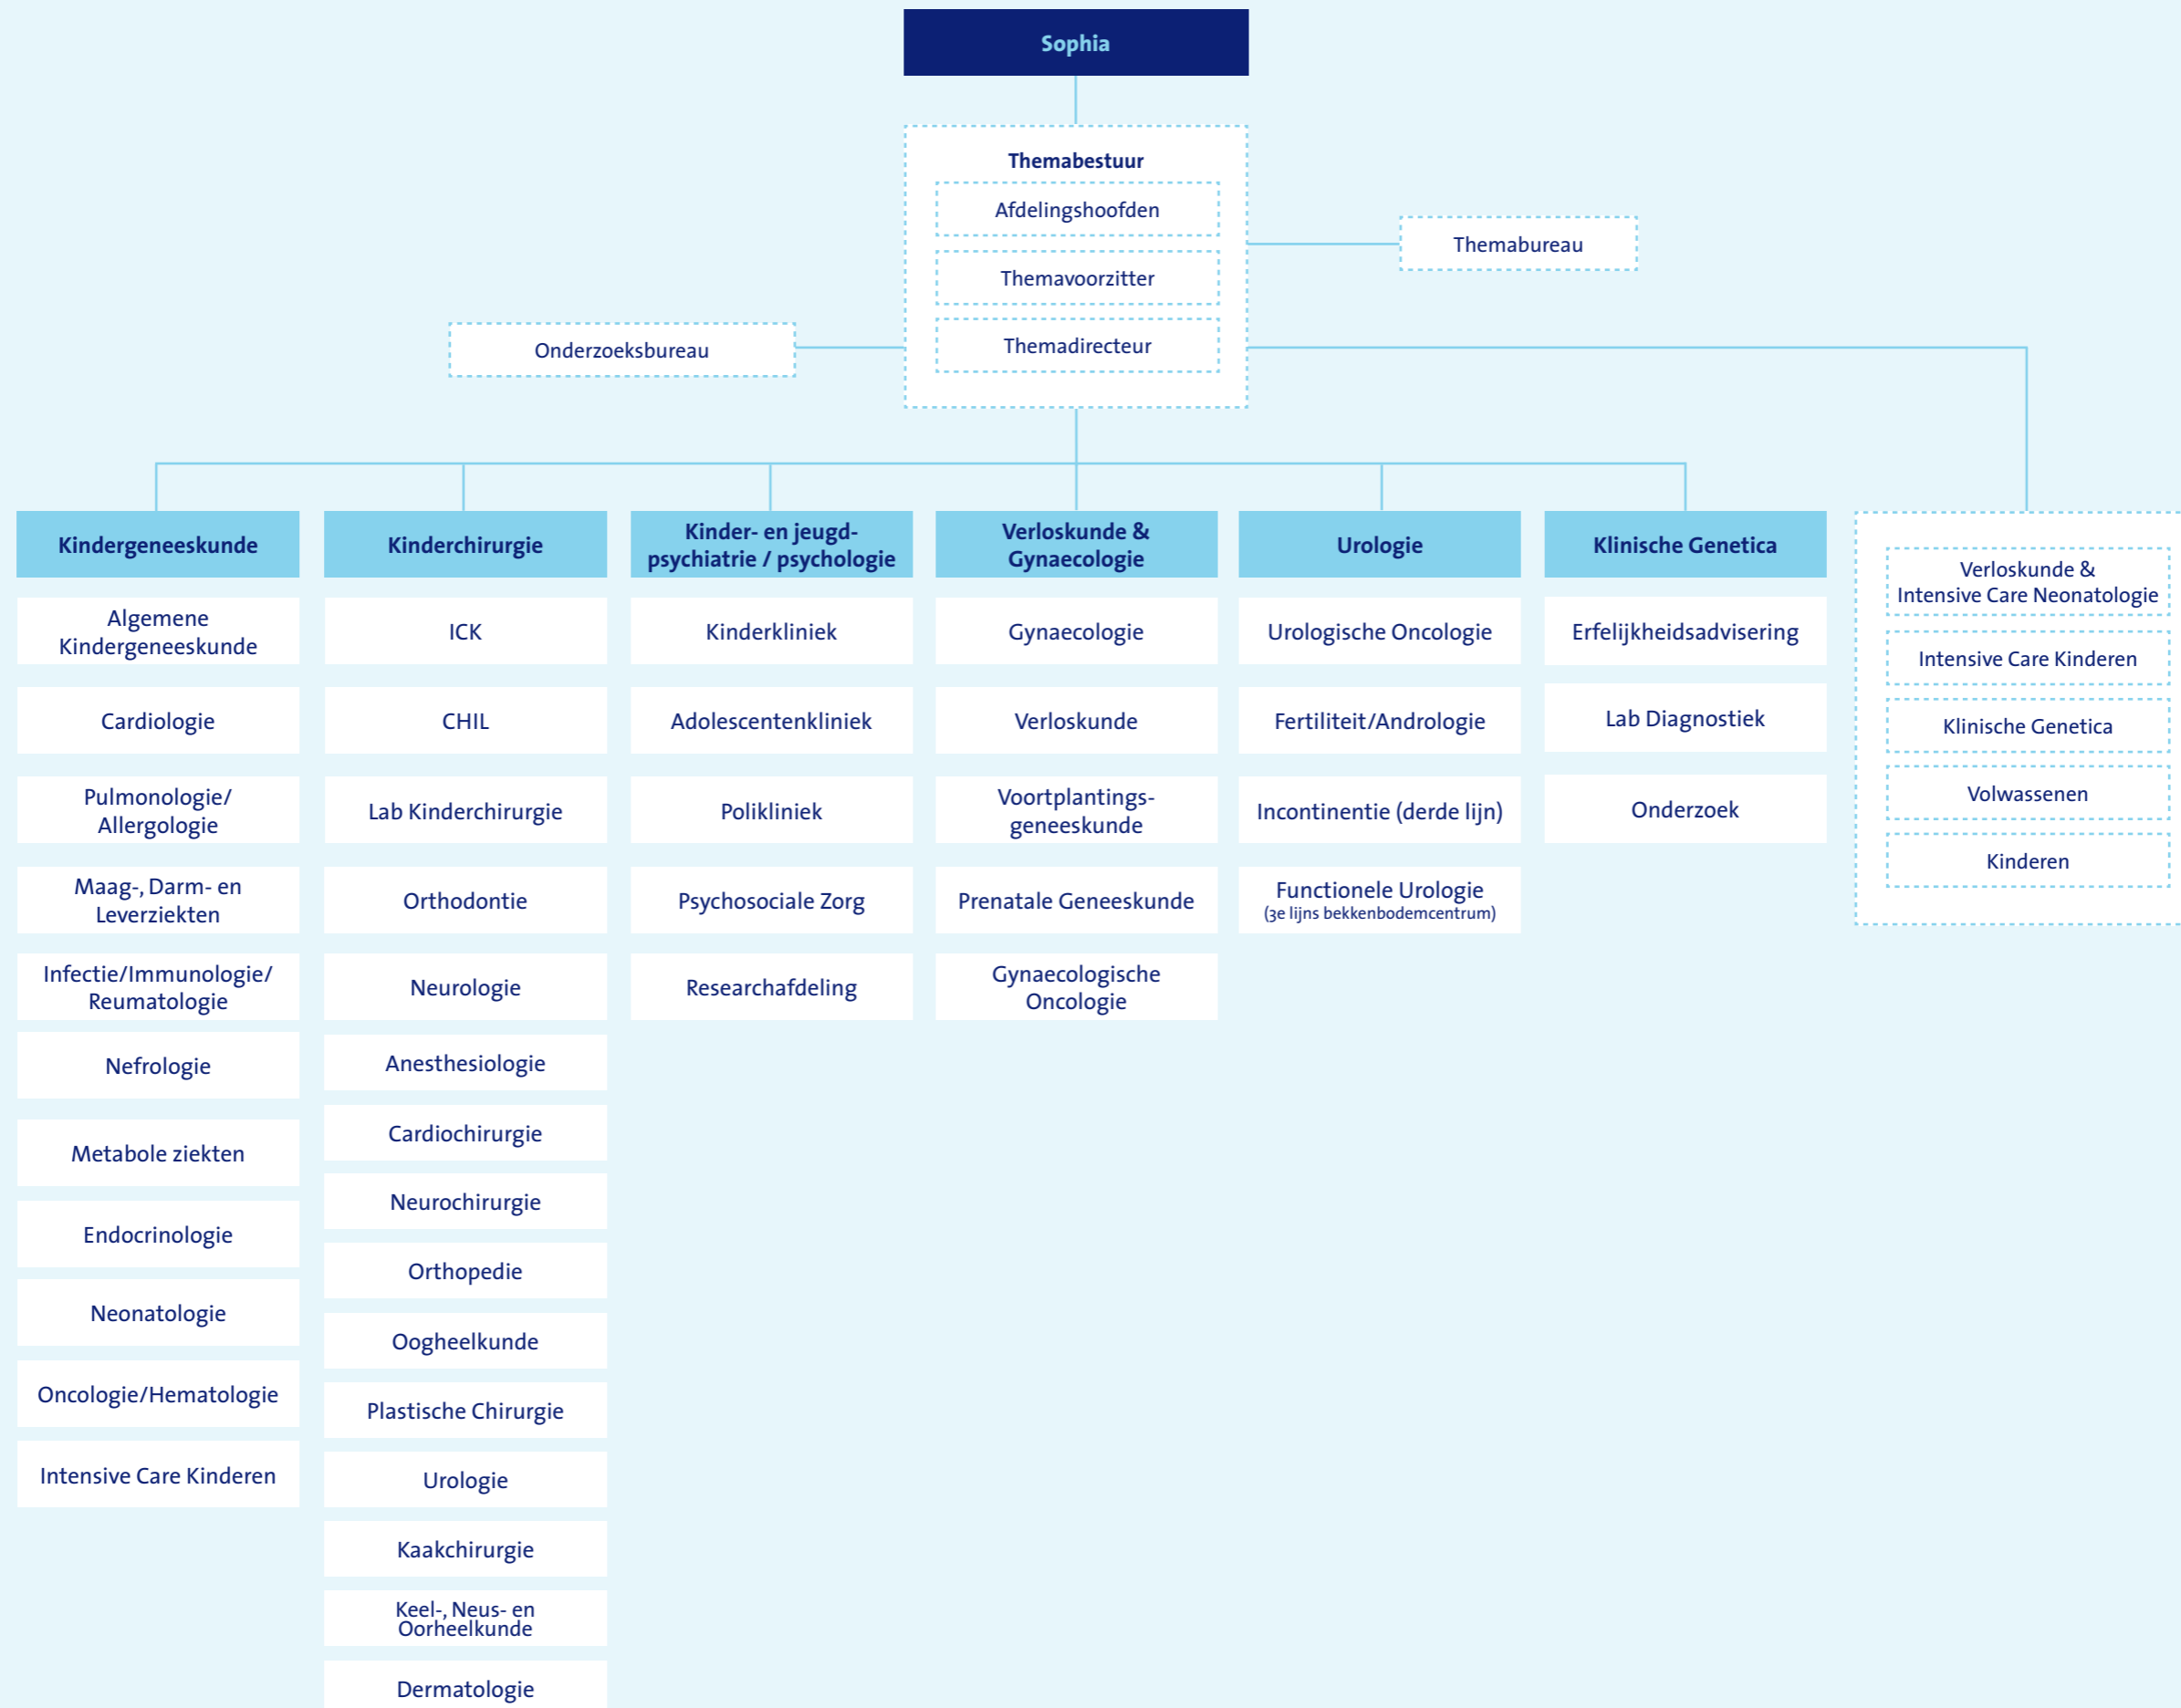 Sophia
Themabestuur
Afdelingshoofden
Themavoorzitter
Themadirecteur
Themabureau
Onderzoeksbureau
Kindergeneeskunde
Algemene
Kindergeneeskunde
Cardiologie
Pulmonologie/
Allergologie
Maag-, Darm- en
Leverziekten
Infectie/Immunologie/
Reumatologie
Nefrologie
Metabole ziekten
Endocrinologie
Neonatologie
Oncologie/Hematologie
Intensive Care Kinderen
Kinderchirurgie
ICK
CHIL
Lab Kinderchirurgie
Orthodontie
Neurologie
Anesthesiologie
Cardiochirurgie
Neurochirurgie
Orthopedie
Oogheelkunde
Plastische Chirurgie
Urologie
Kaakchirurgie
Keel-, Neus- en
Oorheelkunde
Dermatologie
Kinder- en jeugd-
psychiatrie / psychologie
Kinderkliniek
Adolescentenkliniek
Polikliniek
Psychosociale Zorg
Researchafdeling
Verloskunde &
Gynaecologie
Gynaecologie
Verloskunde
Voortplantings-
geneeskunde
Prenatale Geneeskunde
Gynaecologische
Oncologie
Urologie
Urologische Oncologie
Fertiliteit/Andrologie
Incontinentie (derde lijn)
Functionele Urologie
(3e lijns bekkenbodemcentrum)
Klinische Genetica
Erfelijkheidsadvisering
Lab Diagnostiek
Onderzoek
Verloskunde &
Intensive Care Neonatologie
Intensive Care Kinderen
Klinische Genetica
Volwassenen
Kinderen